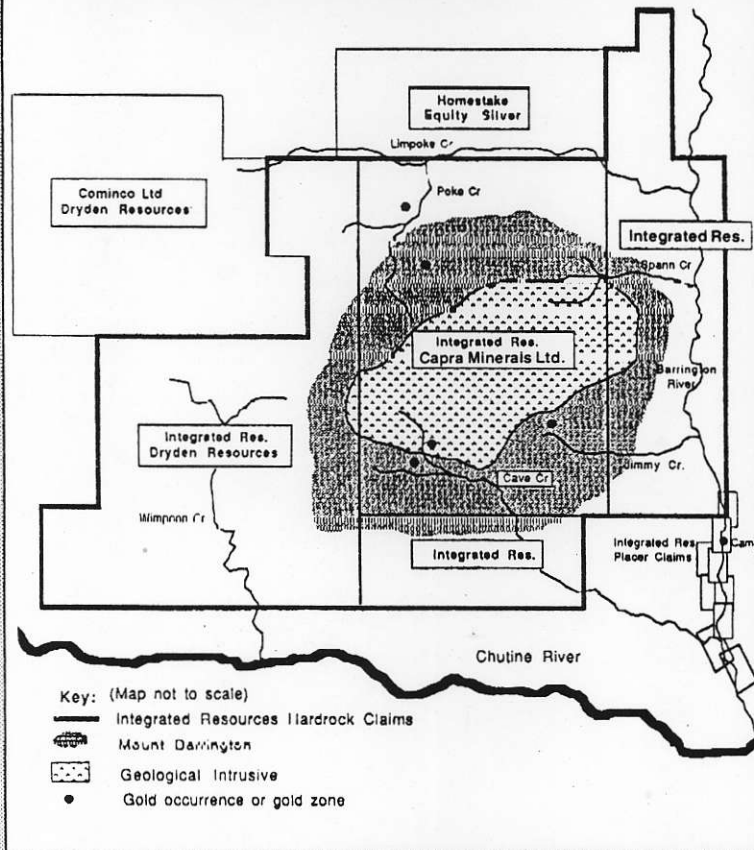 Homestake
Equity Silver
Limpoke Cr
Cominco Ltd
Dryden Resources
Poke Cr
Integrated Res.
Spann Cr
Integrated Res.
Capra Minerals Ltd.
Barrington
River
Integrated Res.
Dryden Resources
Jimmy Cr.
Cave Cr
Wimpoon Cr
Integrated Res.
Integrated Res
Placer Claims
Cam
Chutine River
Key: (Map not to scale)
Integrated Resources Hardrock Claims
Mount Barrington
Geological Intrusive
Gold occurrence or gold zone